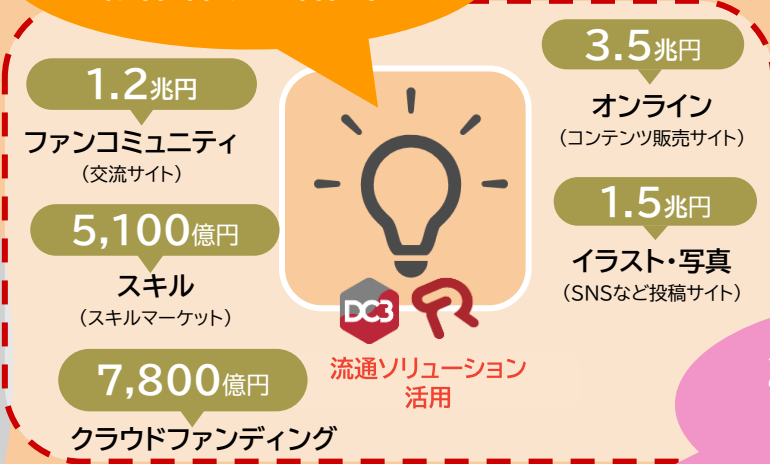 1.2兆円
ファンコミュニティ
（交流サイト）
5,100億円
スキル
（スキルマーケット）
7,800億円
クラウドファンディング
DC3
流通ソリューション
活用
3.5兆円
オンライン
（コンテンツ販売サイト）
1.5兆円
イラスト・写真
（SNSなど投稿サイト）